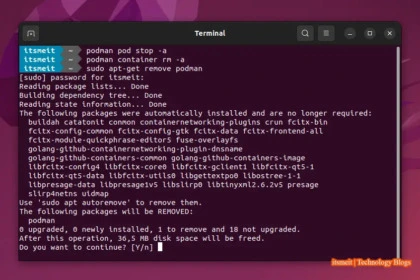 Terminal
itsmeit ~ podman pod stop -a
itsmeit ~ podman container rm -a
itsmeit ~ sudo apt-get remove podman
[sudo] password for itsmeit:
Reading package lists... Done
Building dependency tree... Done
Reading state information... Done
The following packages were automatically installed and are no longer required:
buildah catatonit conmon containernetworking-plugins crun fcitx-bin
fcitx-config-common fcitx-config-gtk fcitx-data fcitx-frontend-all
fcitx-module-quickphrase-editor5 fuse-overlayfs
golang-github-containernetworking-plugin-dnsname
golang-github-containers-common golang-github-containers-image
libfcitx-config4 libfcitx-core0 libfcitx-gclient1 libfcitx-qt5-1
libfcitx-qt5-data libfcitx-utils0 libgettextpo0 libostree-1-1
libpresage-data libpresage1v5 libslirp0 libtinyxml2.6.2v5 presage
slirp4netns uidmap
Use 'sudo apt autoremove' to remove them.
The following packages will be REMOVED:
podman
0 upgraded, 0 newly installed, 1 to remove and 18 not upgraded.
After this operation, 36,5 MB disk space will be freed.
Do you want to continue? [Y/n]
itsmeit | Technology Blogs